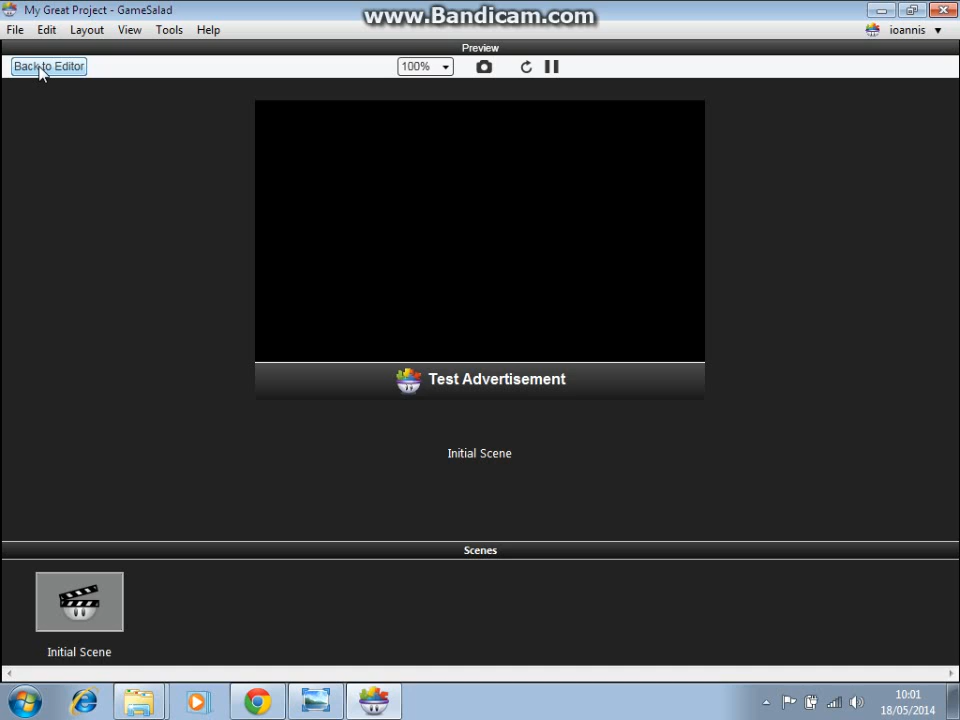 My Great Project - GameSalad
www.Bandicam.com
File Edit Layout View Tools Help
ioannis
Preview
Back to Editor
100%
Test Advertisement
Initial Scene
Scenes
Initial Scene
10:01
18/05/2014